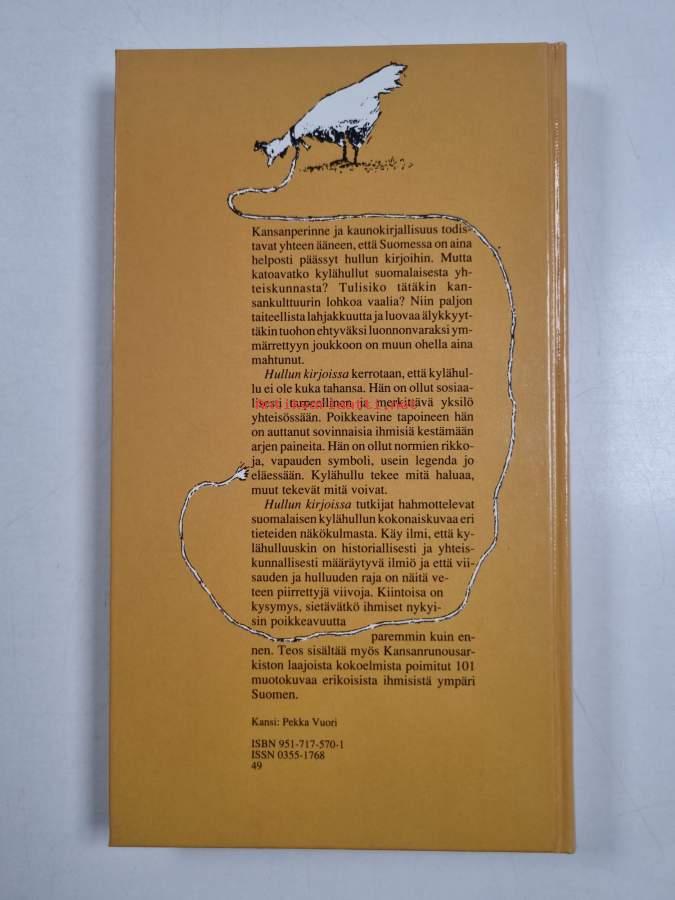 Kansanperinne ja kaunokirjallisuus todis-
tavat yhteen ääneen, että Suomessa on aina
helposti päässyt hullun kirjoihin. Mutta
katoavatko kylähullut suomalaisesta yh-
teiskunnasta? Tulisiko tätäkin kan-
sankulttuurin lohkoa vaalia? Niin paljon
taiteellista lahjakkuutta ja luovaa älykkyyt-
täkin tuohon ehtyväksi luonnonvaraksi ym-
märrettyyn joukkoon on muun ohella aina
mahtunut.
Hullun kirjoissa kerrotaan, että kylähul-
lu ei ole kuka tahansa. Hän on ollut sosiaa-
lisesti tarpeellinen ja merkittävä yksilö
yhteisössään. Poikkeavine tapoineen hän
on auttanut sovinnaisia ihmisiä kestämään
arjen paineita. Hän on ollut normien rikko-
ja, vapauden symboli, usein legenda jo
eläessään. Kylähullu tekee mitä haluaa,
muut tekevät mitä voivat.
Hullun kirjoissa tutkijat hahmottelevat
suomalaisen kylähullun kokonaiskuvaa eri
tieteiden näkökulmasta. Käy ilmi, että ky-
lähulluuskin on historiallisesti ja yhteis-
kunnallisesti määräytyvä ilmiö ja että vii-
sauden ja hulluuden raja on näitä ve-
teen piirrettyjä viivoja. Kiintoisa on
kysymys, sietävätkö ihmiset nykyi-
sin poikkeavuutta
paremmin kuin en-
nen. Teos sisältää myös Kansanrunousar-
kiston laajoista kokoelmista poimitut 101
muotokuvaa erikoisista ihmisistä ympäri
Suomen.
Kansi: Pekka Vuori
ISBN 951-717-570-1
ISSN 0355-1768
49